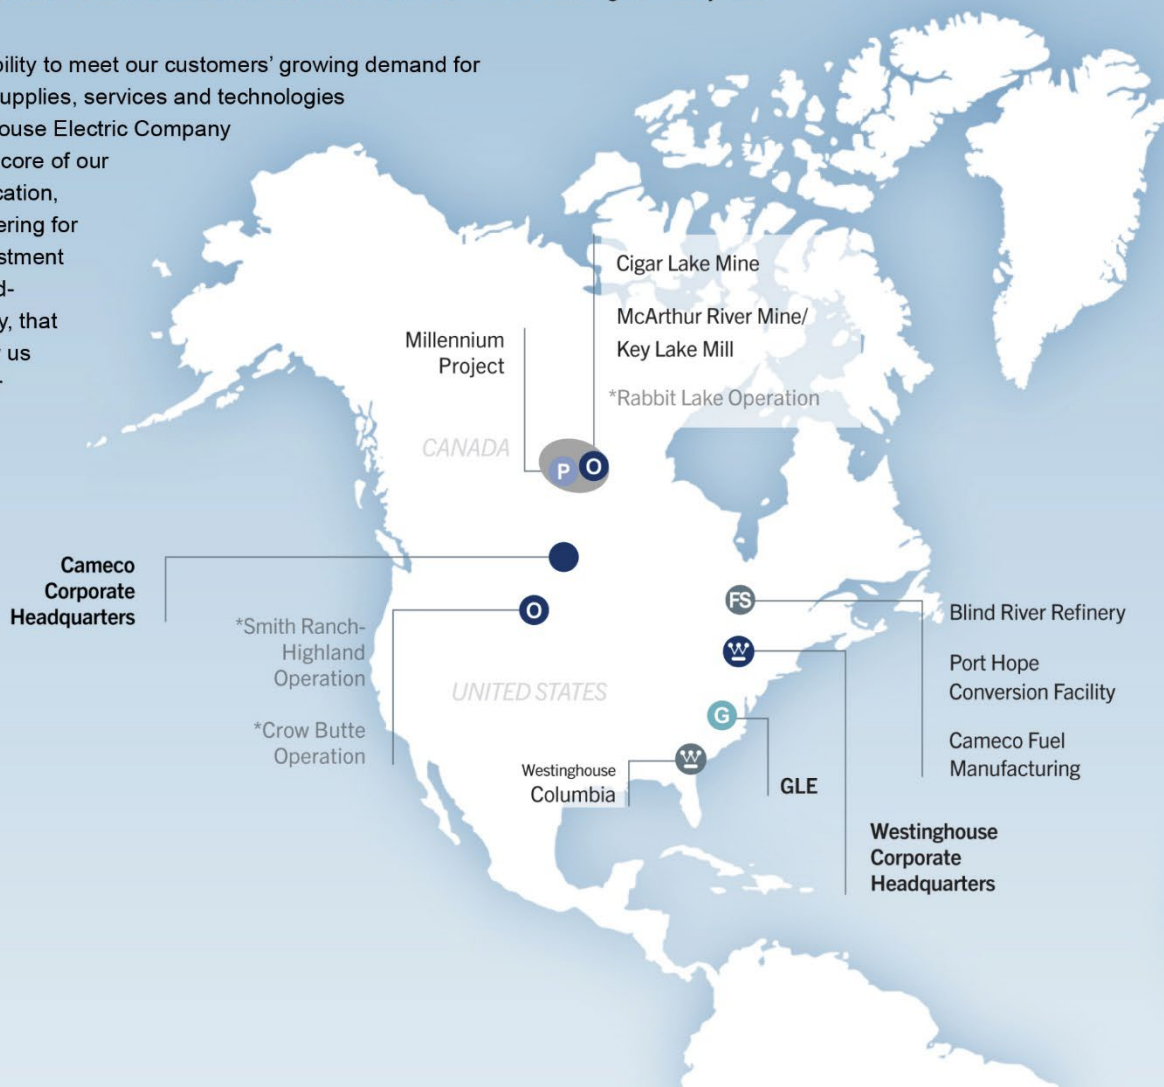 bility to meet our customers' growing demand for
upplies, services and technologies
ouse Electric Company
core of our
cation,
ering for
stment
d-
y, that
us
Cigar Lake Mine
McArthur River Mine/
Key Lake Mill
*Rabbit Lake Operation
Millennium
Project
CANADA
P
O
Cameco
Corporate
Headquarters
O
*Smith Ranch-
Highland
Operation
*Crow Butte
Operation
UNITED STATES
FS
Blind River Refinery
Port Hope
Conversion Facility
Cameco Fuel
Manufacturing
W
G
GLE
W
Westinghouse
Columbia
Westinghouse
Corporate
Headquarters